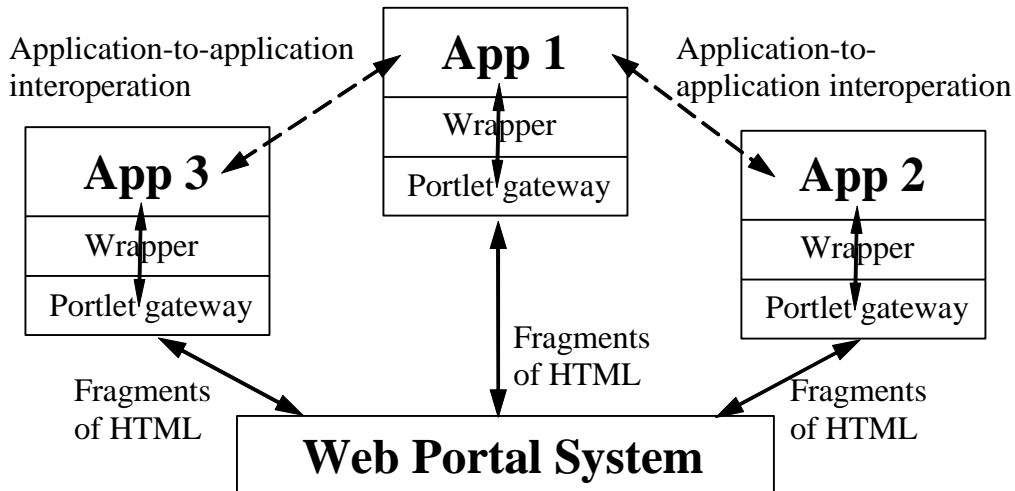 Application-to-application
interoperation
App 1
Wrapper
Portlet gateway
Application-to-
application interoperation
App 3
Wrapper
Portlet gateway
App 2
Wrapper
Portlet gateway
Fragments
of HTML
Fragments
of HTML
Fragments
of HTML
Web Portal System